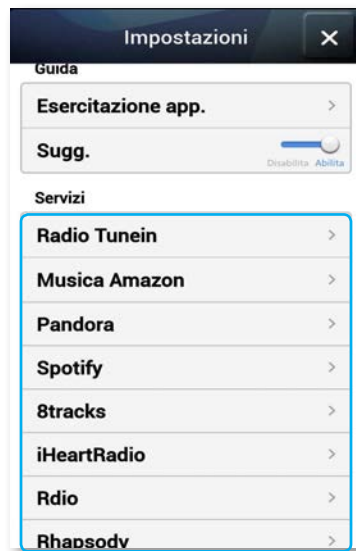 Impostazioni
Guida
Esercitazione app.
Sugg.
Disabilita Abilita
Servizi
Radio Tunein
Musica Amazon
Pandora
Spotify
8tracks
iHeartRadio
Rdio
Rhapsody